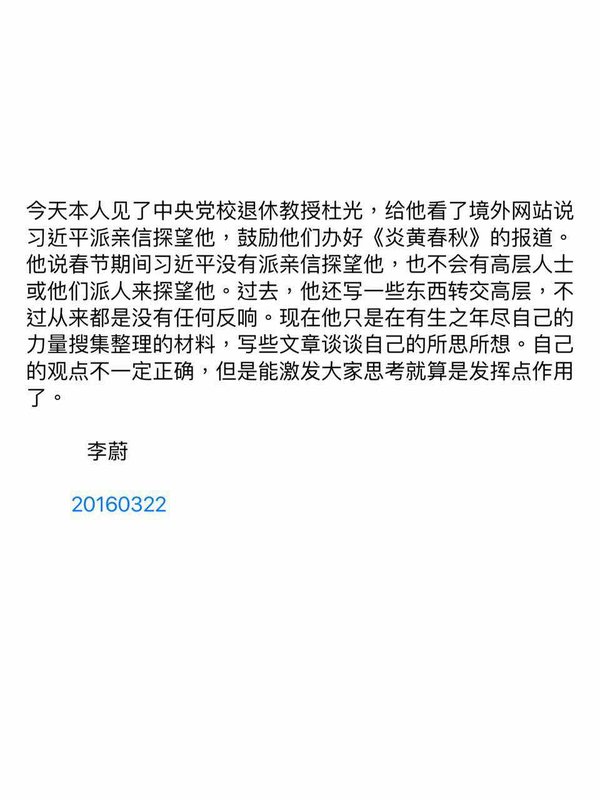 今天本人见了中央党校退休教授杜光，给他看了境外网站说
习近平派亲信探望他，鼓励他们办好《炎黄春秋》的报道。
他说春节期间习近平没有派亲信探望他，也不会有高层人士
或他们派人来探望他。过去，他还写一些东西转交高层，不
过从来都是没有任何反响。现在他只是在有生之年尽自己的
力量搜集整理的材料，写些文章谈谈自己的所思所想。自己
的观点不一定正确，但是能激发大家思考就算是发挥点作用
了。
李蔚
20160322